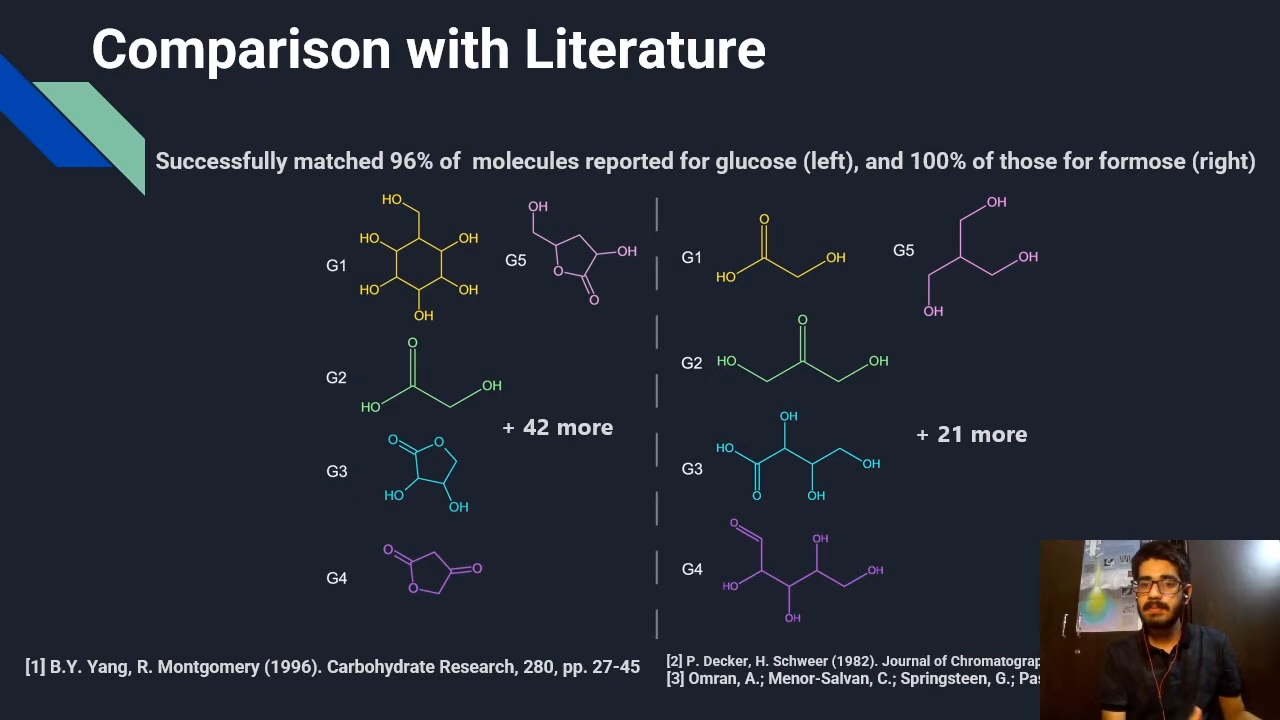 Comparison with Literature
Successfully matched 96% of molecules reported for glucose (left), and 100% of those for formose (right)
G1
HO
HO
OH
HO
OH
OH
G5
OH
OH
O
O
G2
O
HO
OH
+ 42 more
G3
O
O
HO
OH
G4
O
O
O
G1
O
HO
OH
G5
OH
OH
OH
G2
O
HO
OH
+ 21 more
G3
OH
HO
OH
O
OH
G4
O
OH
HO
OH
OH
[1] B.Y. Yang, R. Montgomery (1996). Carbohydrate Research, 280, pp. 27-45
[2] P. Decker, H. Schweer (1982). Journal of Chromatograp
[3] Omran, A.; Menor-Salvan, C.; Springsteen, G.; Pas